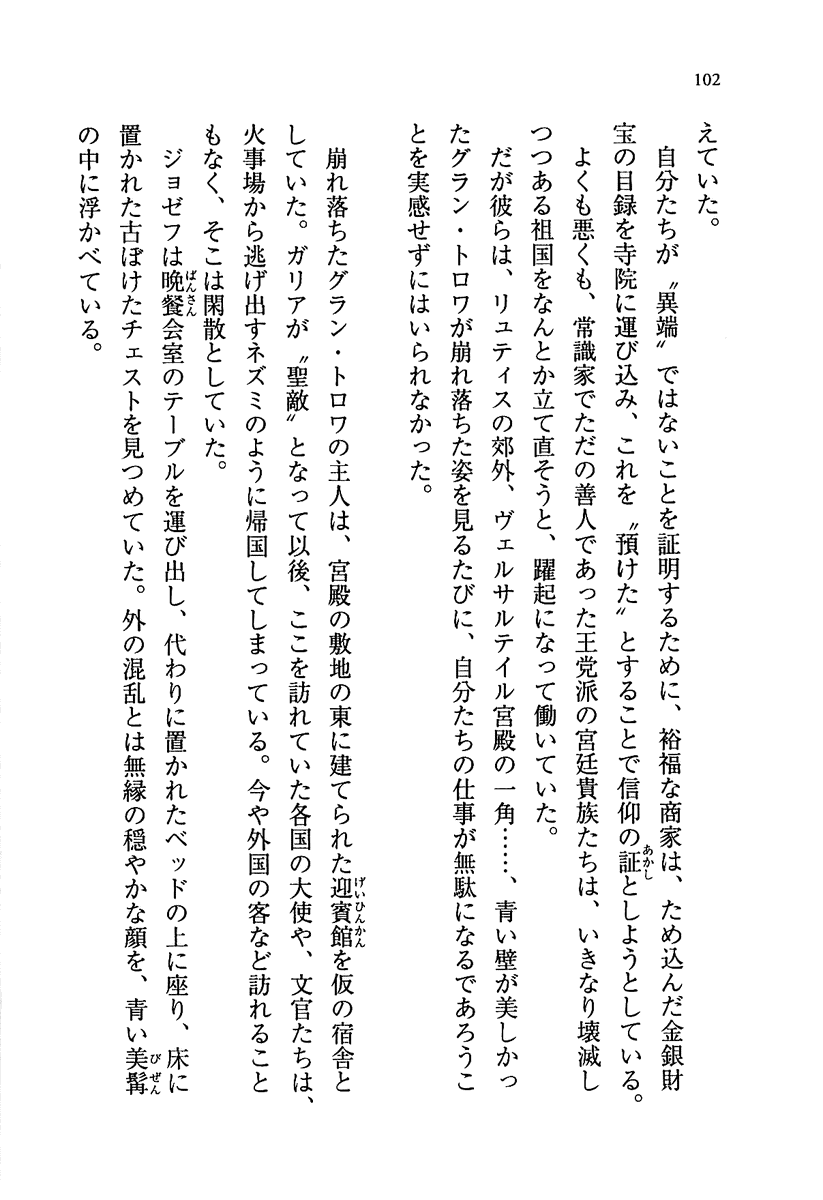 102
えていた。
自分たちが〝異端〟ではないことを証明するために、裕福な商家は、ため込んだ金銀財
宝の目録を寺院に運び込み、これを〝預けた〟とすることで信仰の証としようとしている。
あかし
よくも悪くも、常識家でただの善人であった王党派の宮廷貴族たちは、いきなり壊滅し
つつある祖国をなんとか立て直そうと、躍起になって働いていた。
だが彼らは、リュティスの郊外、ヴェルサルテイル宮殿の一角……、青い壁が美しかっ
たグラン・トロワが崩れ落ちた姿を見るたびに、自分たちの仕事が無駄になるであろうこ
とを実感せずにはいられなかった。
崩れ落ちたグラン・トロワの主人は、宮殿の敷地の東に建てられた迎賓館を仮の宿舎と
げいひんかん
していた。ガリアが〝聖敵〟となって以後、ここを訪れていた各国の大使や、文官たちは、
火事場から逃げ出すネズミのように帰国してしまっている。今や外国の客など訪れること
もなく、そこは閑散としていた。
ジョゼフは晩餐会室のテーブルを運び出し、代わりに置かれたベッドの上に座り、床に
ばんさん
置かれた古ぼけたチェストを見つめていた。外の混乱とは無縁の穏やかな顔を、青い美髯
びぜん
の中に浮かべている。